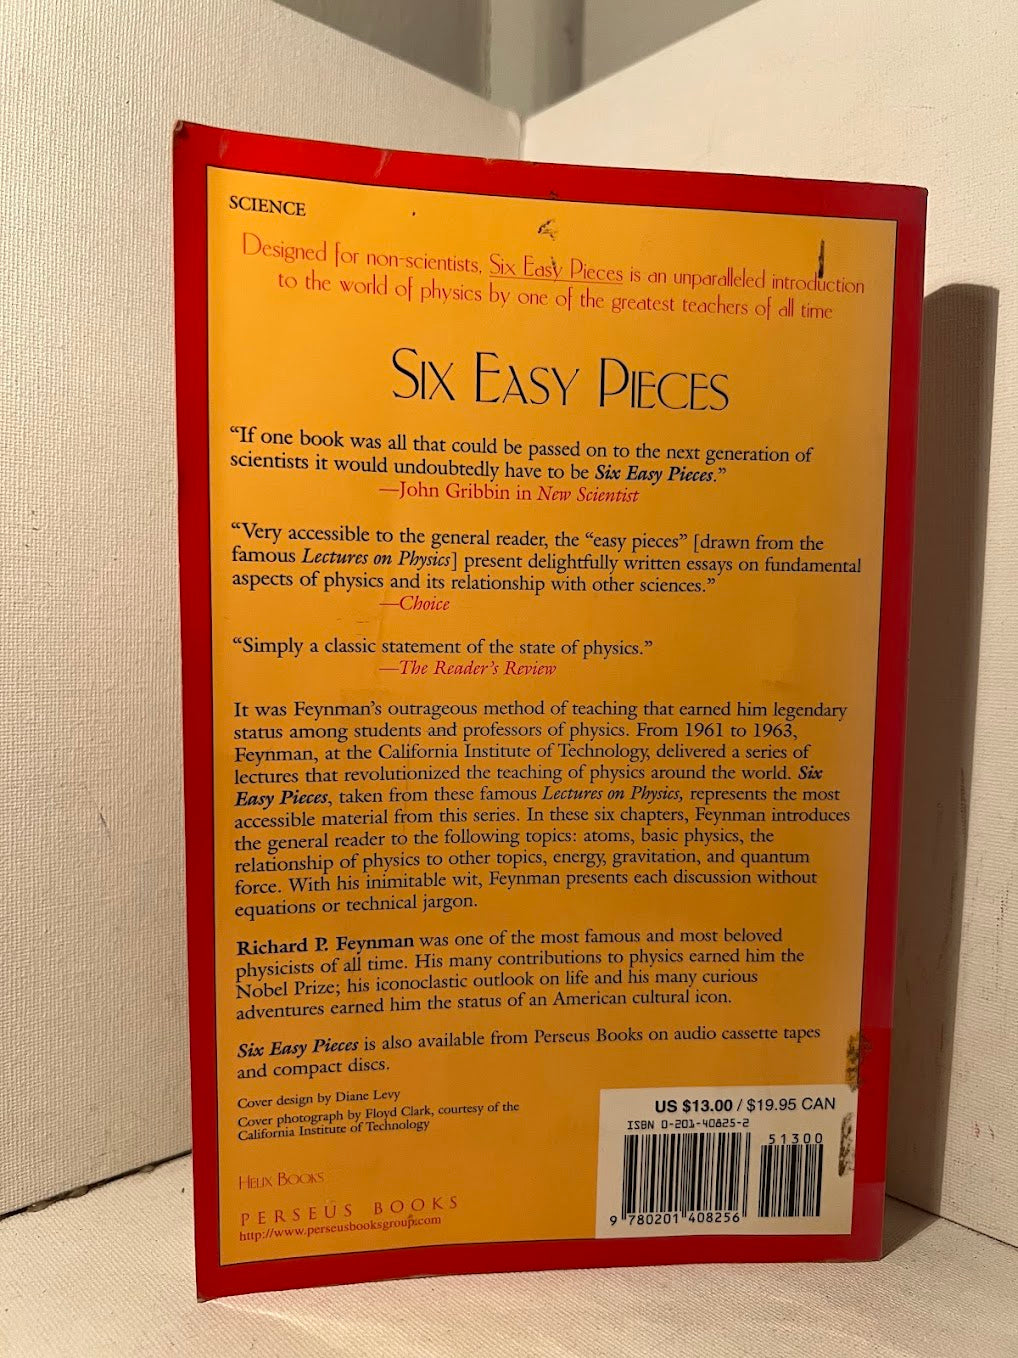 SCIENCE
Designed for non-scientists, Six Easy Pieces is an unparalleled introduction
to the world of physics by one of the greatest teachers of all time
SIX EASY PIECES
“If one book was all that could be passed on to the next generation of
scientists it would undoubtedly have to be Six Easy Pieces.”
—John Gribbin in New Scientist
“Very accessible to the general reader, the “easy pieces” [drawn from the
famous Lectures on Physics] present delightfully written essays on fundamental
aspects of physics and its relationship with other sciences.”
—Choice
“Simply a classic statement of the state of physics.”
—The Reader’s Review
It was Feynman’s outrageous method of teaching that earned him legendary
status among students and professors of physics. From 1961 to 1963,
Feynman, at the California Institute of Technology, delivered a series of
lectures that revolutionized the teaching of physics around the world. Six
Easy Pieces, taken from these famous Lectures on Physics, represents the most
accessible material from this series. In these six chapters, Feynman introduces
the general reader to the following topics: atoms, basic physics, the
relationship of physics to other topics, energy, gravitation, and quantum
force. With his inimitable wit, Feynman presents each discussion without
equations or technical jargon.
Richard P. Feynman was one of the most famous and most beloved
physicists of all time. His many contributions to physics earned him the
Nobel Prize; his iconoclastic outlook on life and his many curious
adventures earned him the status of an American cultural icon.
Six Easy Pieces is also available from Perseus Books on audio cassette tapes
and compact discs.
Cover design by Diane Levy
Cover photograph by Floyd Clark, courtesy of the
California Institute of Technology
HELIX BOOKS
PERSEUS BOOKS
http://www.perseusbooksgroup.com
US $13.00 / $19.95 CAN
ISBN 0-201-40825-2
51300
9 780201 408256